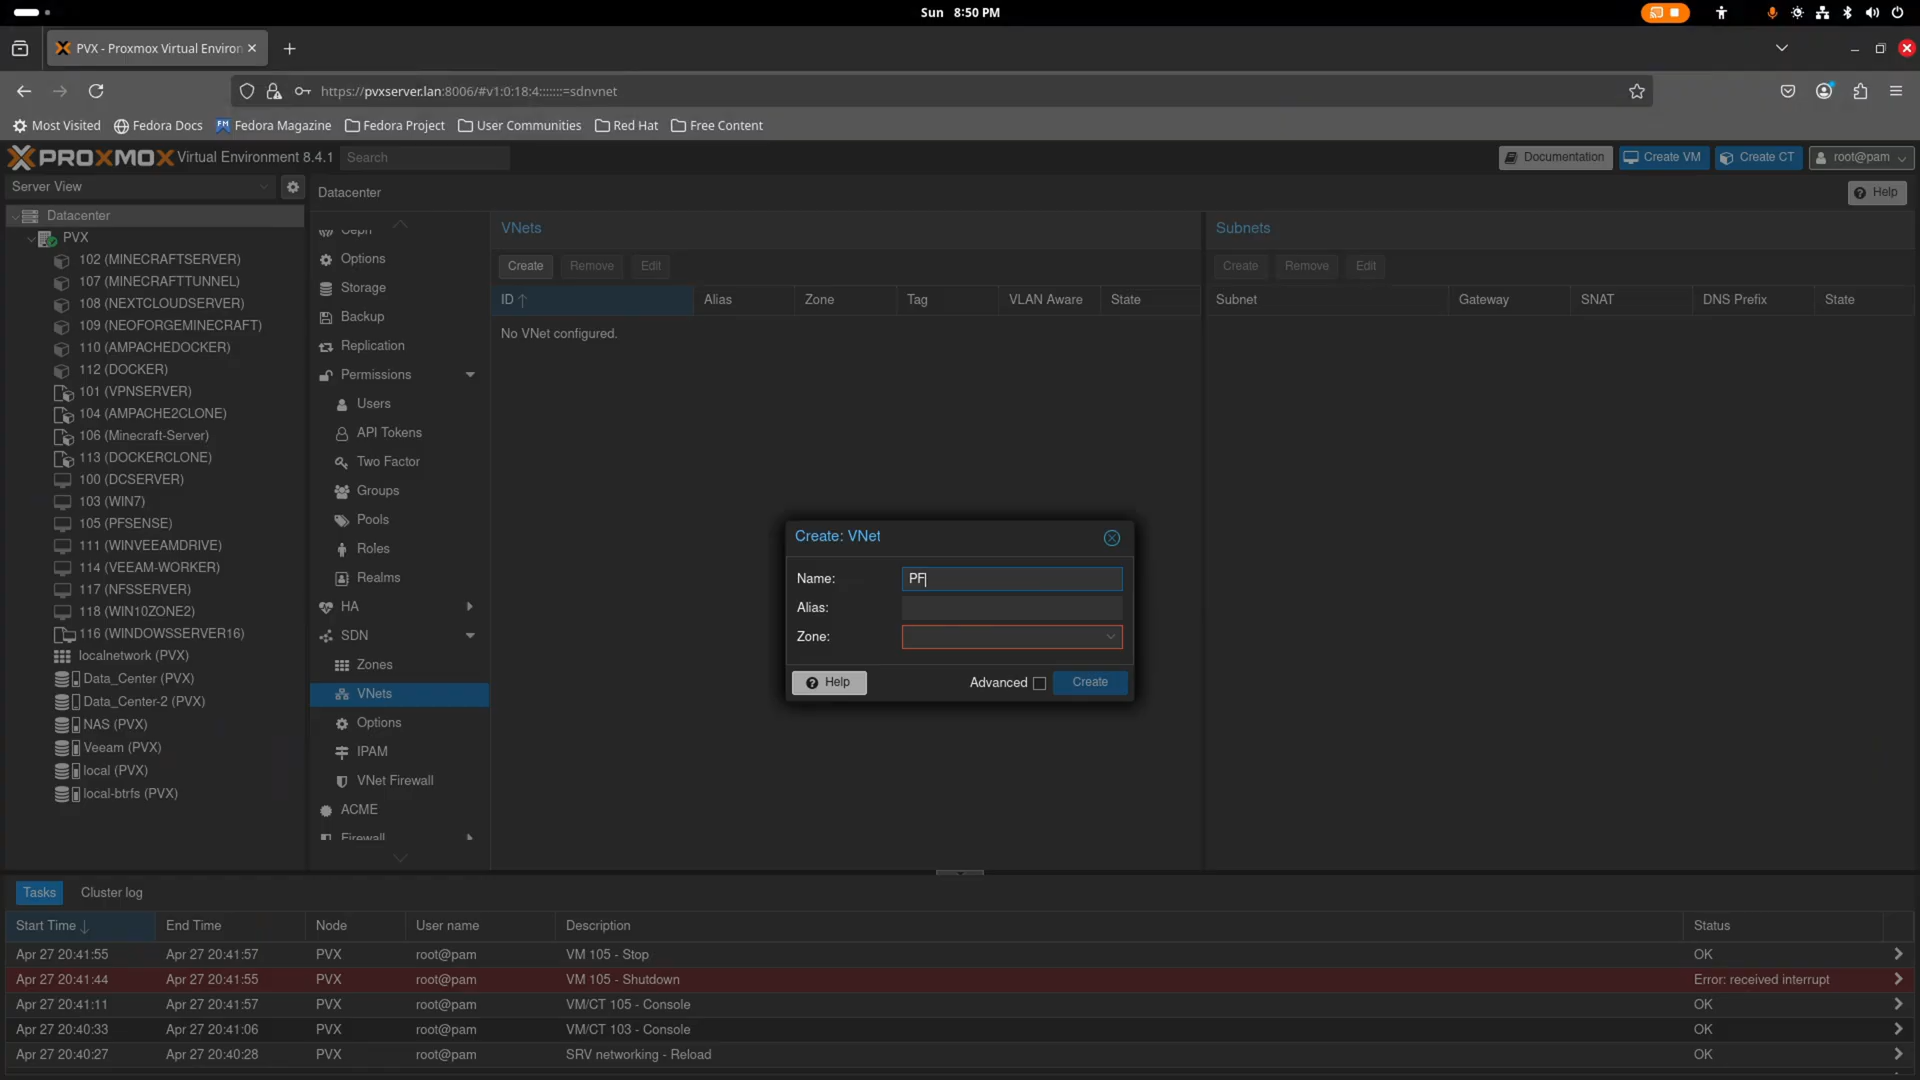 Sun 8:50 PM
PVX - Proxmox Virtual Environ
https://pvxserver.lan:8006/#v1:0:18:4:::::::=sdnvnet
Most Visited Fedora Docs Fedora Magazine Fedora Project User Communities Red Hat Free Content
PROXMOX Virtual Environment 8.4.1 Search Documentation Create VM Create CT root@pam
Server View Datacenter Help
Datacenter
PVX
102 (MINECRAFTSERVER)
107 (MINECRAFTTUNNEL)
108 (NEXTCLOUDSERVER)
109 (NEOFORGEMINECRAFT)
110 (AMPACHEDOCKER)
112 (DOCKER)
101 (VPNSERVER)
104 (AMPACHE2CLONE)
106 (Minecraft-Server)
113 (DOCKERCLONE)
100 (DCSERVER)
103 (WIN7)
105 (PFSENSE)
111 (WINVEEAMDRIVE)
114 (VEEAM-WORKER)
117 (NFSSERVER)
118 (WIN10ZONE2)
116 (WINDOWSSERVER16)
localnetwork (PVX)
Data_Center (PVX)
Data_Center-2 (PVX)
NAS (PVX)
Veeam (PVX)
local (PVX)
local-btrfs (PVX)
Ceph
Options
Storage
Backup
Replication
Permissions
Users
API Tokens
Two Factor
Groups
Pools
Roles
Realms
HA
SDN
Zones
VNets
Options
IPAM
VNet Firewall
ACME
Firewall
VNets
Create Remove Edit
ID Alias Zone Tag VLAN Aware State
No VNet configured.
Subnets
Create Remove Edit
Subnet Gateway SNAT DNS Prefix State
Create: VNet
Name: PF
Alias:
Zone:
Help Advanced Create
Tasks Cluster log
Start Time End Time Node User name Description Status
Apr 27 20:41:55 Apr 27 20:41:57 PVX root@pam VM 105 - Stop OK
Apr 27 20:41:44 Apr 27 20:41:55 PVX root@pam VM 105 - Shutdown Error: received interrupt
Apr 27 20:41:11 Apr 27 20:41:57 PVX root@pam VM/CT 105 - Console OK
Apr 27 20:40:33 Apr 27 20:41:06 PVX root@pam VM/CT 103 - Console OK
Apr 27 20:40:27 Apr 27 20:40:28 PVX root@pam SRV networking - Reload OK